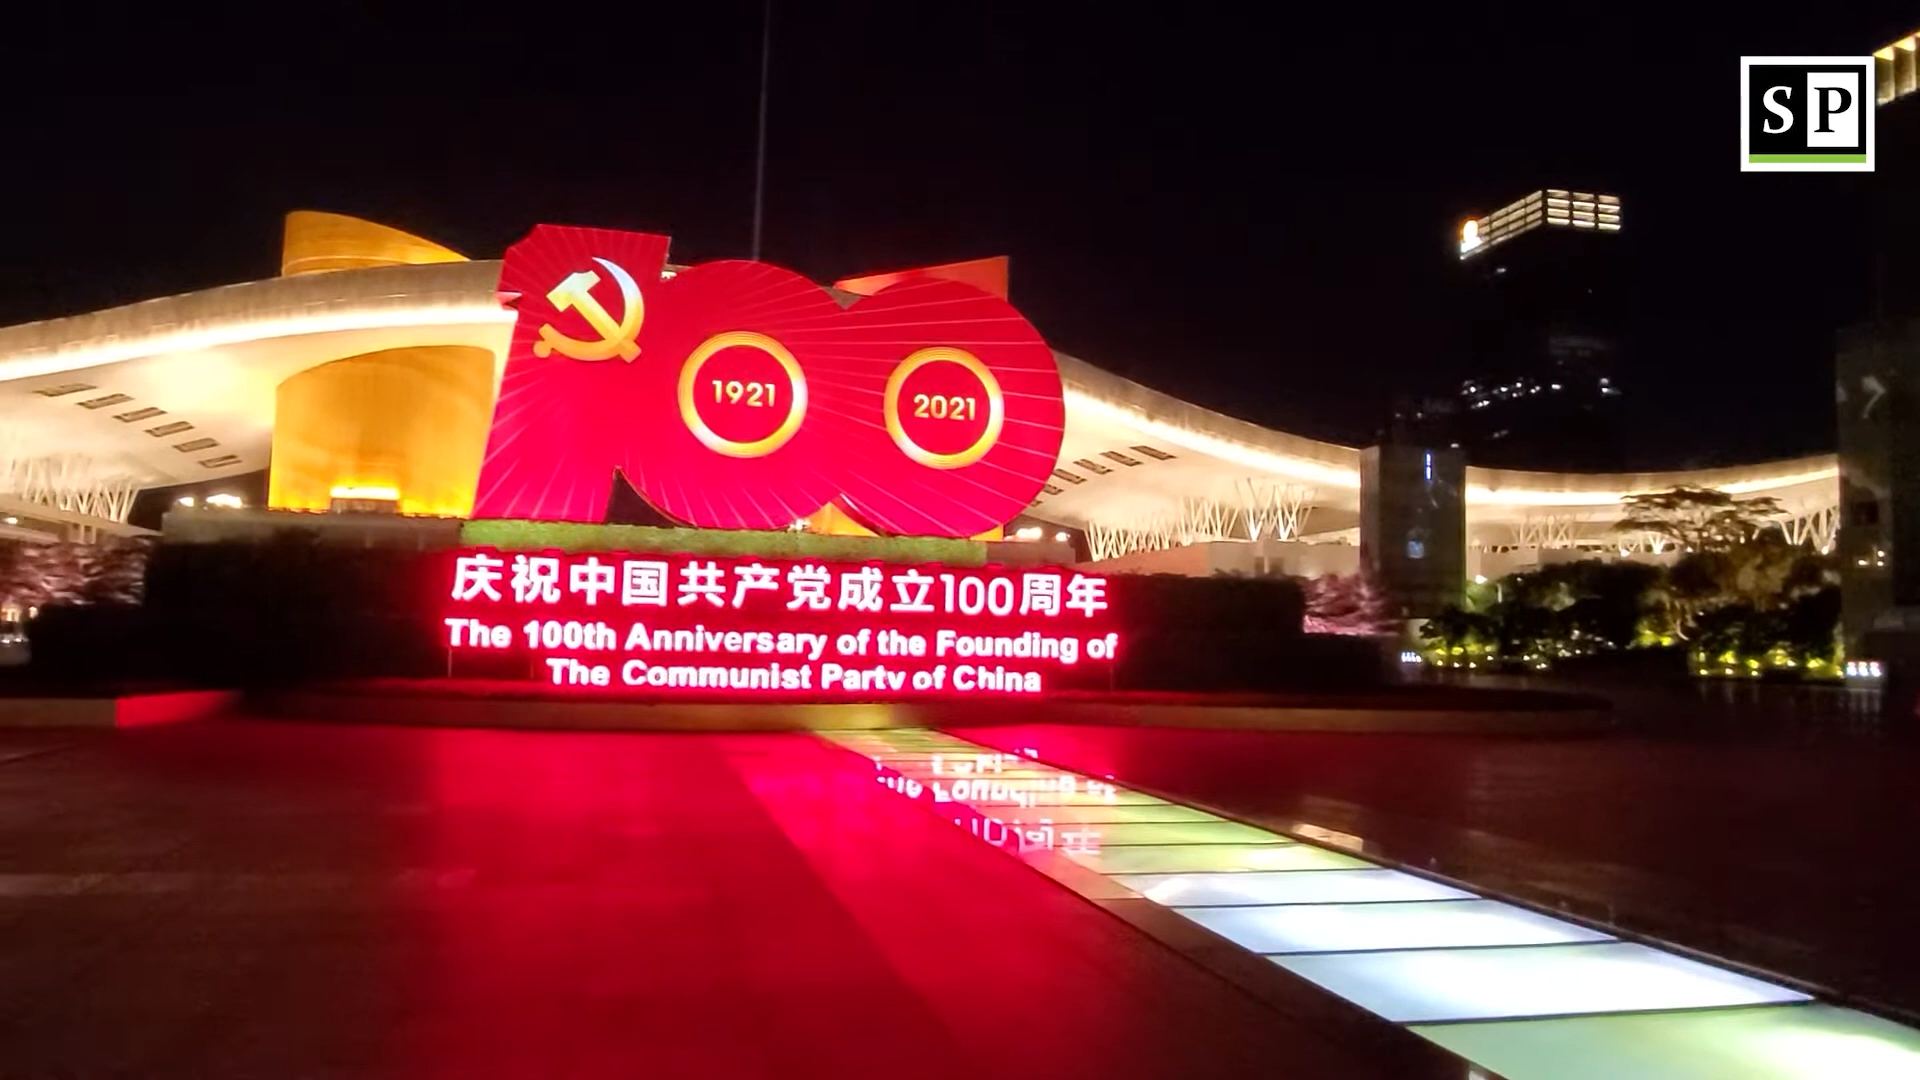 SP
1921
2021
庆祝中国共产党成立100周年
The 100th Anniversary of the Founding of
The Communist Party of China